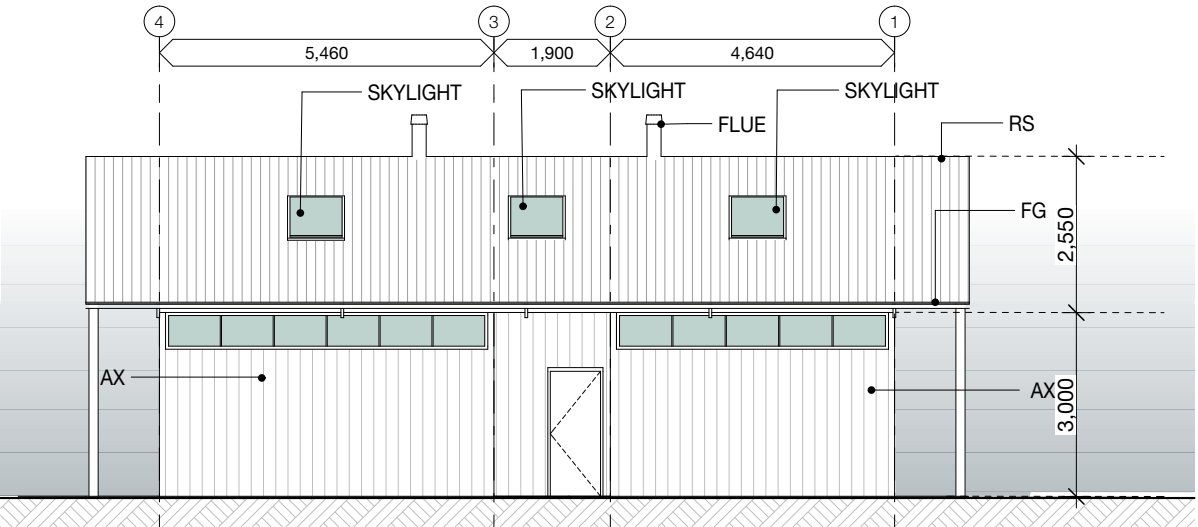 4
3
2
1
5,460
1,900
4,640
SKYLIGHT
SKYLIGHT
SKYLIGHT
FLUE
RS
FG
2,550
AX
AX
3,000